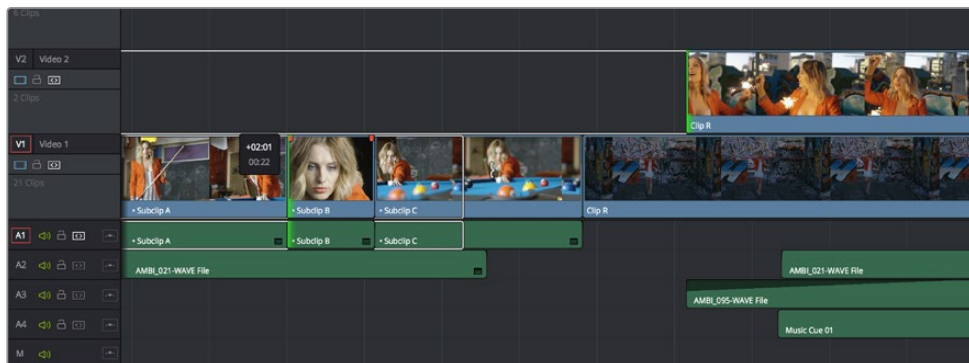 6 Clips
V2 Video 2
2 Clips
Clip R
V1 Video 1
+02:01
00:22
21 Clips
• Subclip A
• Subclip B
• Subclip C
Clip R
A1
• Subclip A
• Subclip B
• Subclip C
A2
AMBI_021-WAVE File
AMBI_021-WAVE File
A3
AMBI_095-WAVE File
A4
Music Cue 01
M